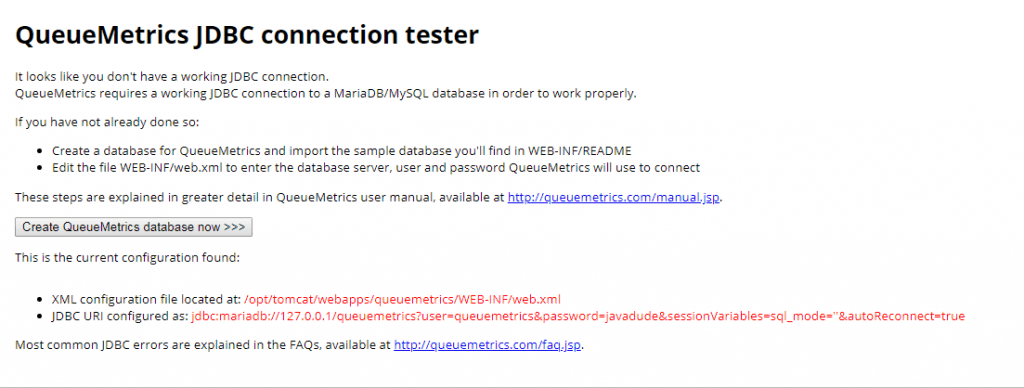 QueueMetrics JDBC connection tester
It looks like you don't have a working JDBC connection.
QueueMetrics requires a working JDBC connection to a MariaDB/MySQL database in order to work properly.
If you have not already done so:
• Create a database for QueueMetrics and import the sample database you'll find in WEB-INF/README
• Edit the file WEB-INF/web.xml to enter the database server, user and password QueueMetrics will use to connect
These steps are explained in greater detail in QueueMetrics user manual, available at http://queuemetrics.com/manual.jsp.
Create QueueMetrics database now >>>
This is the current configuration found:
• XML configuration file located at: /opt/tomcat/webapps/queuemetrics/WEB-INF/web.xml
• JDBC URI configured as: jdbc:mariadb://127.0.0.1/queuemetrics?user=queuemetrics&password=javadude&sessionVariables=sql_mode=''&autoReconnect=true
Most common JDBC errors are explained in the FAQs, available at http://queuemetrics.com/faq.jsp.